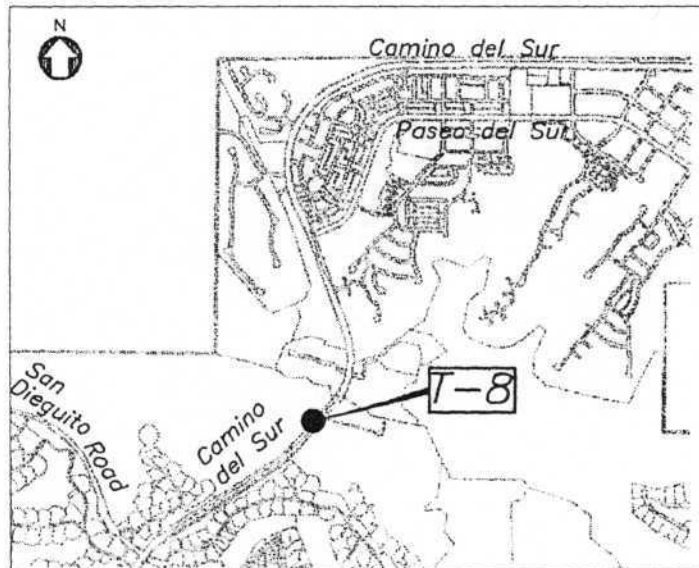 N
Camino del Sur
Paseo del Sur
T-8
San
Dieguito Road
Camino
del Sur